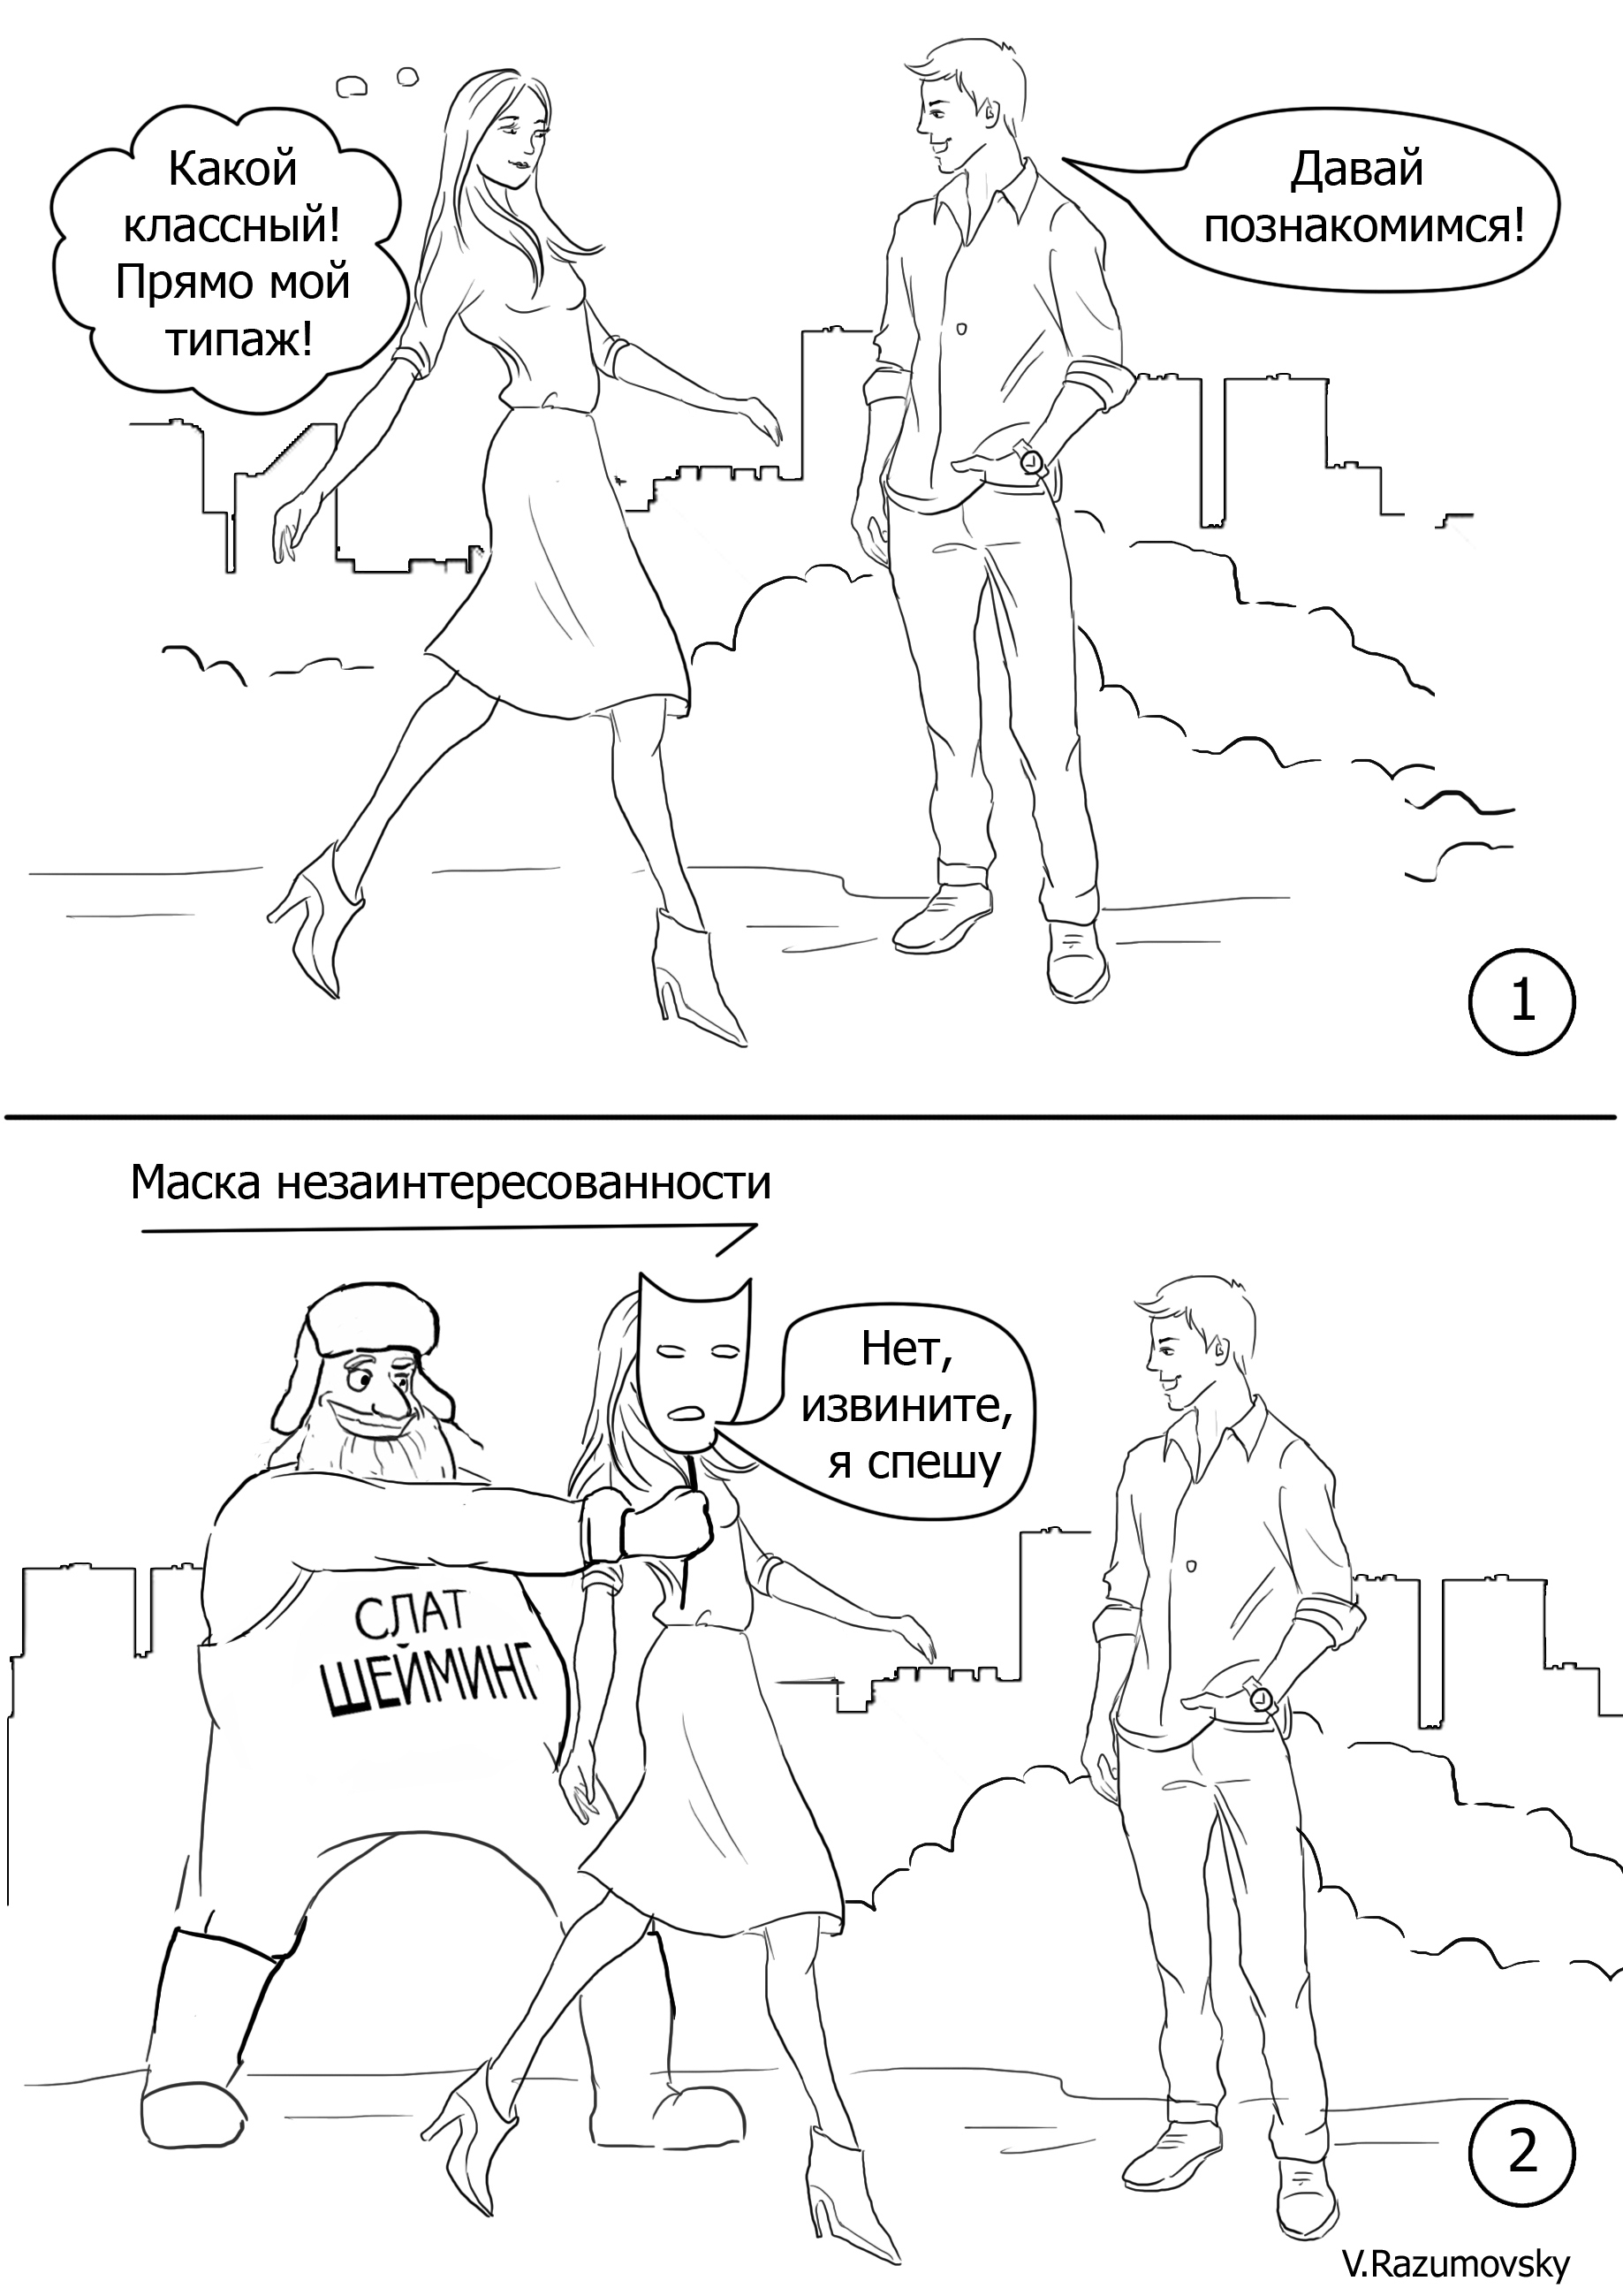 Какой
классный!
Прямо мой
типаж!
Давай
познакомимся!
1
Маска незаинтересованности
Нет,
извините,
я спешу
СЛАТ
ШЕЙМИНГ
2
V.Razumovsky